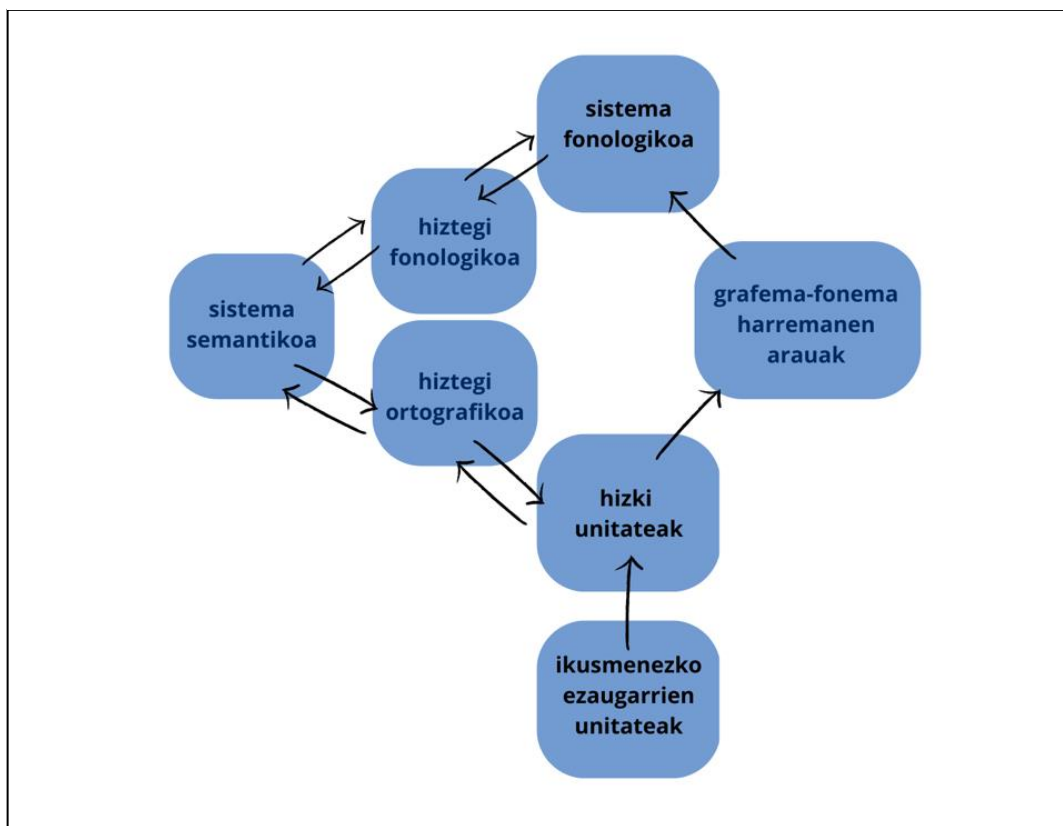 sistema
fonologikoa
hiztegi
fonologikoa
sistema
semantikoa
grafema-fonema
harremanen
arauak
hiztegi
ortografikoa
hizki
unitateak
ikusmenezko
ezaugarrien
unitateak